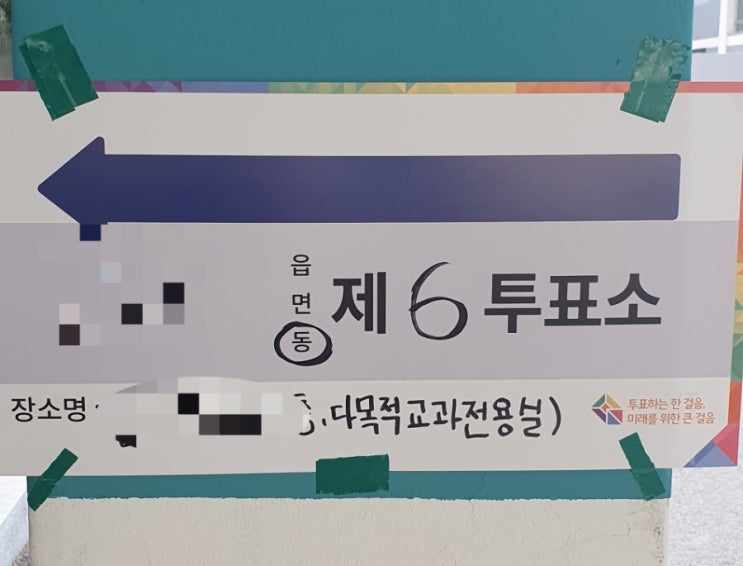 읍
면
동
제 6 투표소
장소명 · , 다목적교과전용실)
투표하는 한 걸음,
미래를 위한 큰 걸음